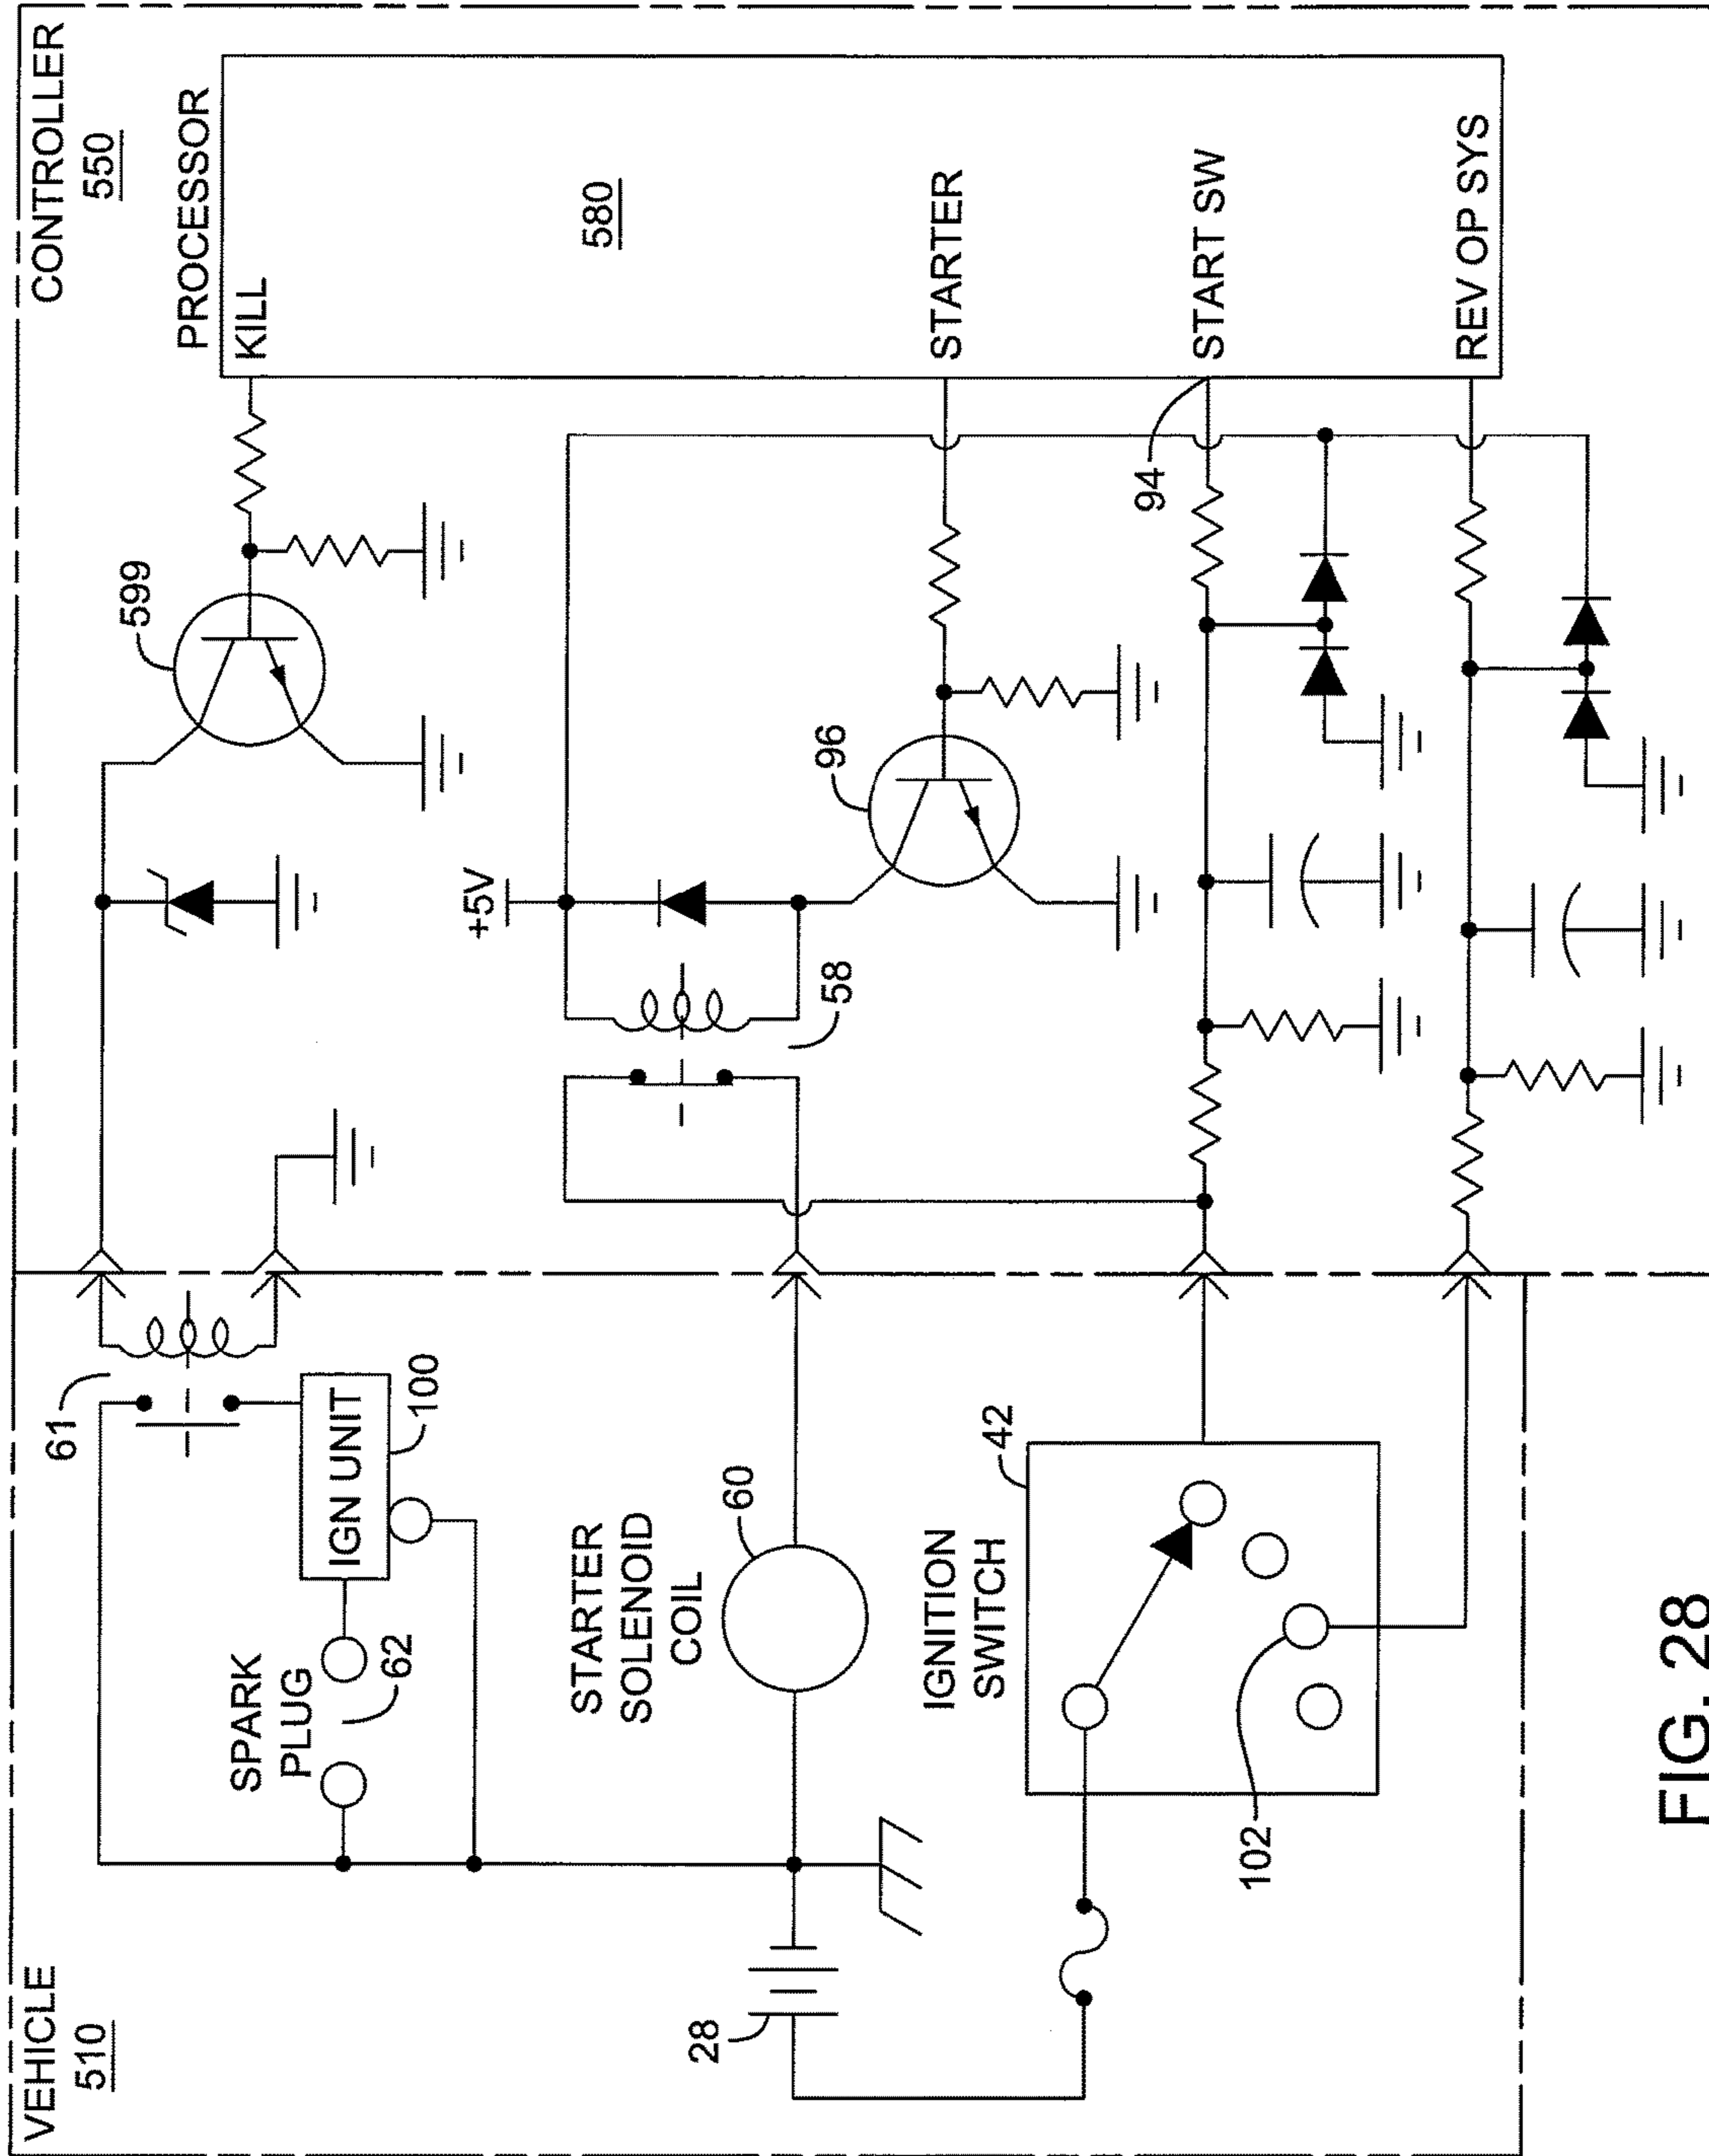 VEHICLE
510
CONTROLLER
550
PROCESSOR
KILL
580
STARTER
START SW
REV OP SYS
599
61
IGN UNIT
100
SPARK
PLUG
62
+5V
96
58
94
STARTER
SOLENOID
COIL
60
28
IGNITION
SWITCH
42
102
FIG. 28